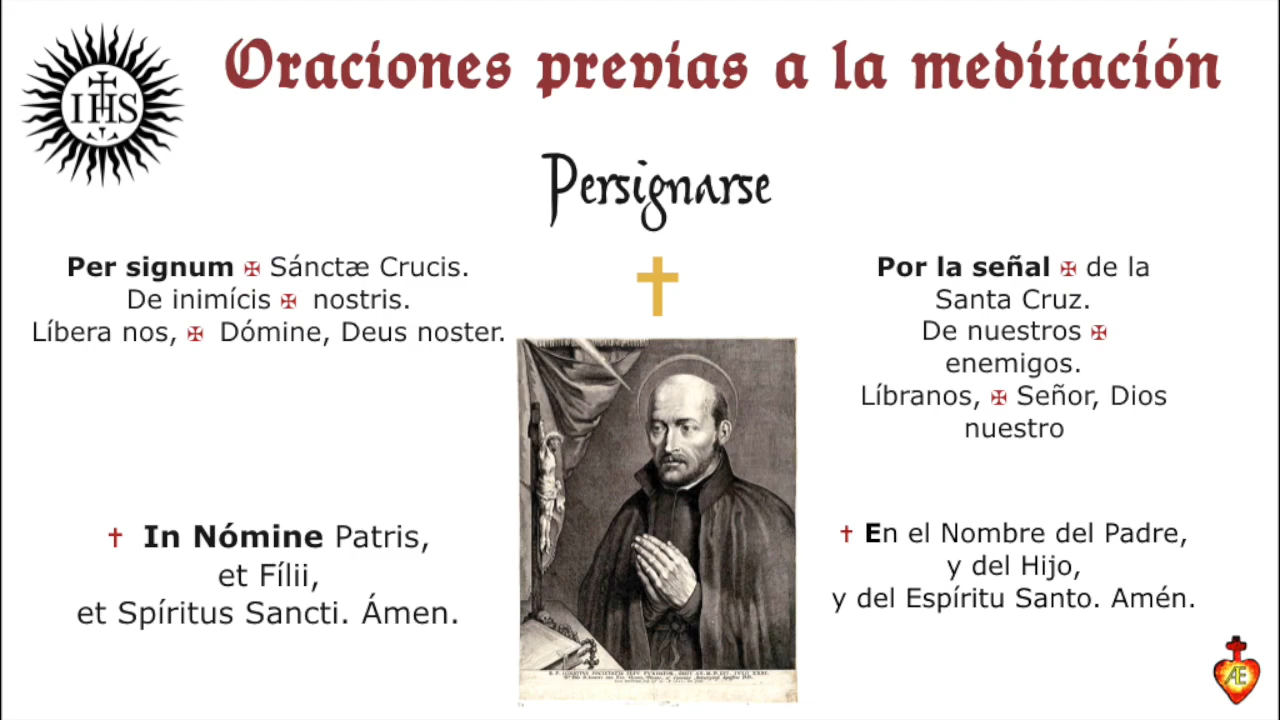 IHS
Oraciones previas a la meditación
Persignarse
Per signum ✠ Sánctæ Crucis.
De inimícis ✠ nostris.
Líbera nos, ✠ Dómine, Deus noster.
✝ In Nómine Patris,
et Fílii,
et Spíritus Sancti. Ámen.
Por la señal ✠ de la
Santa Cruz.
De nuestros ✠
enemigos.
Líbranos, ✠ Señor, Dios
nuestro
✝ En el Nombre del Padre,
y del Hijo,
y del Espíritu Santo. Amén.
Æ